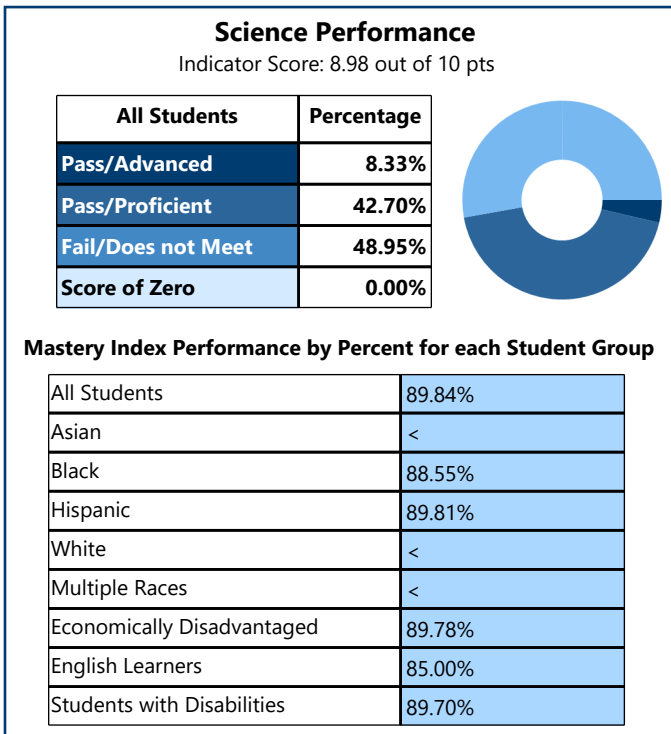 Science Performance
Indicator Score: 8.98 out of 10 pts
All Students Percentage
Pass/Advanced 8.33%
Pass/Proficient 42.70%
Fail/Does not Meet 48.95%
Score of Zero 0.00%
Mastery Index Performance by Percent for each Student Group
All Students 89.84%
Asian <
Black 88.55%
Hispanic 89.81%
White <
Multiple Races <
Economically Disadvantaged 89.78%
English Learners 85.00%
Students with Disabilities 89.70%